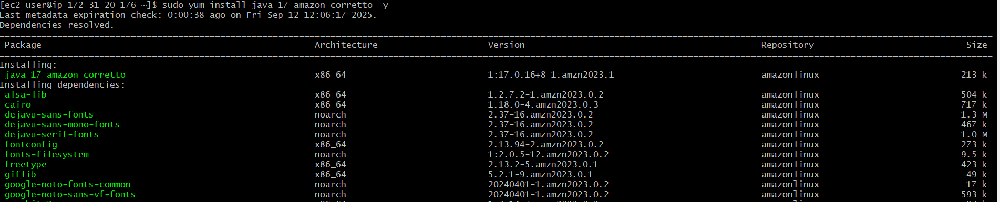 [ec2-user@ip-172-31-20-176 ~]$ sudo yum install java-17-amazon-corretto -y
Last metadata expiration check: 0:00:38 ago on Fri Sep 12 12:06:17 2025.
Dependencies resolved.
Package Architecture Version Repository Size
Installing:
java-17-amazon-corretto x86_64 1:17.0.16+8-1.amzn2023.1 amazonlinux 213 k
Installing dependencies:
alsa-lib x86_64 1.2.7.2-1.amzn2023.0.2 amazonlinux 504 k
cairo x86_64 1.18.0-4.amzn2023.0.3 amazonlinux 717 k
dejavu-sans-fonts noarch 2.37-16.amzn2023.0.2 amazonlinux 1.3 M
dejavu-sans-mono-fonts noarch 2.37-16.amzn2023.0.2 amazonlinux 467 k
dejavu-serif-fonts noarch 2.37-16.amzn2023.0.2 amazonlinux 1.0 M
fontconfig x86_64 2.13.94-2.amzn2023.0.2 amazonlinux 273 k
fonts-filesystem noarch 1:2.0.5-12.amzn2023.0.2 amazonlinux 9.5 k
freetype x86_64 2.13.2-5.amzn2023.0.1 amazonlinux 423 k
giflib x86_64 5.2.1-9.amzn2023.0.1 amazonlinux 49 k
google-noto-fonts-common noarch 20240401-1.amzn2023.0.2 amazonlinux 17 k
google-noto-sans-vf-fonts noarch 20240401-1.amzn2023.0.2 amazonlinux 593 k